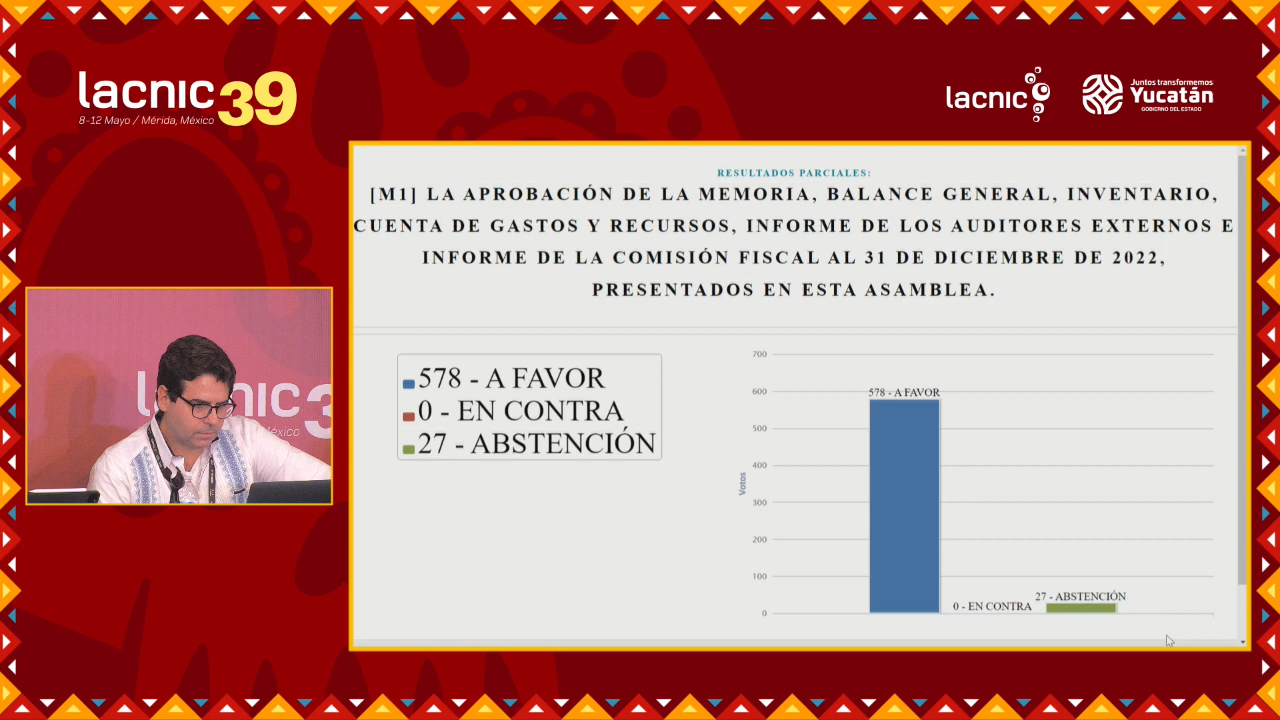 lacnic 39
8-12 Mayo / Mérida, México
lacnic
Juntos transformemos
Yucatán
GOBIERNO DEL ESTADO
RESULTADOS PARCIALES:
[M1] LA APROBACIÓN DE LA MEMORIA, BALANCE GENERAL, INVENTARIO,
CUENTA DE GASTOS Y RECURSOS, INFORME DE LOS AUDITORES EXTERNOS E
INFORME DE LA COMISIÓN FISCAL AL 31 DE DICIEMBRE DE 2022,
PRESENTADOS EN ESTA ASAMBLEA.
578 - A FAVOR
0 - EN CONTRA
27 - ABSTENCIÓN
Votos
700
600
500
400
300
200
100
0
578 - A FAVOR
0 - EN CONTRA
27 - ABSTENCIÓN
México